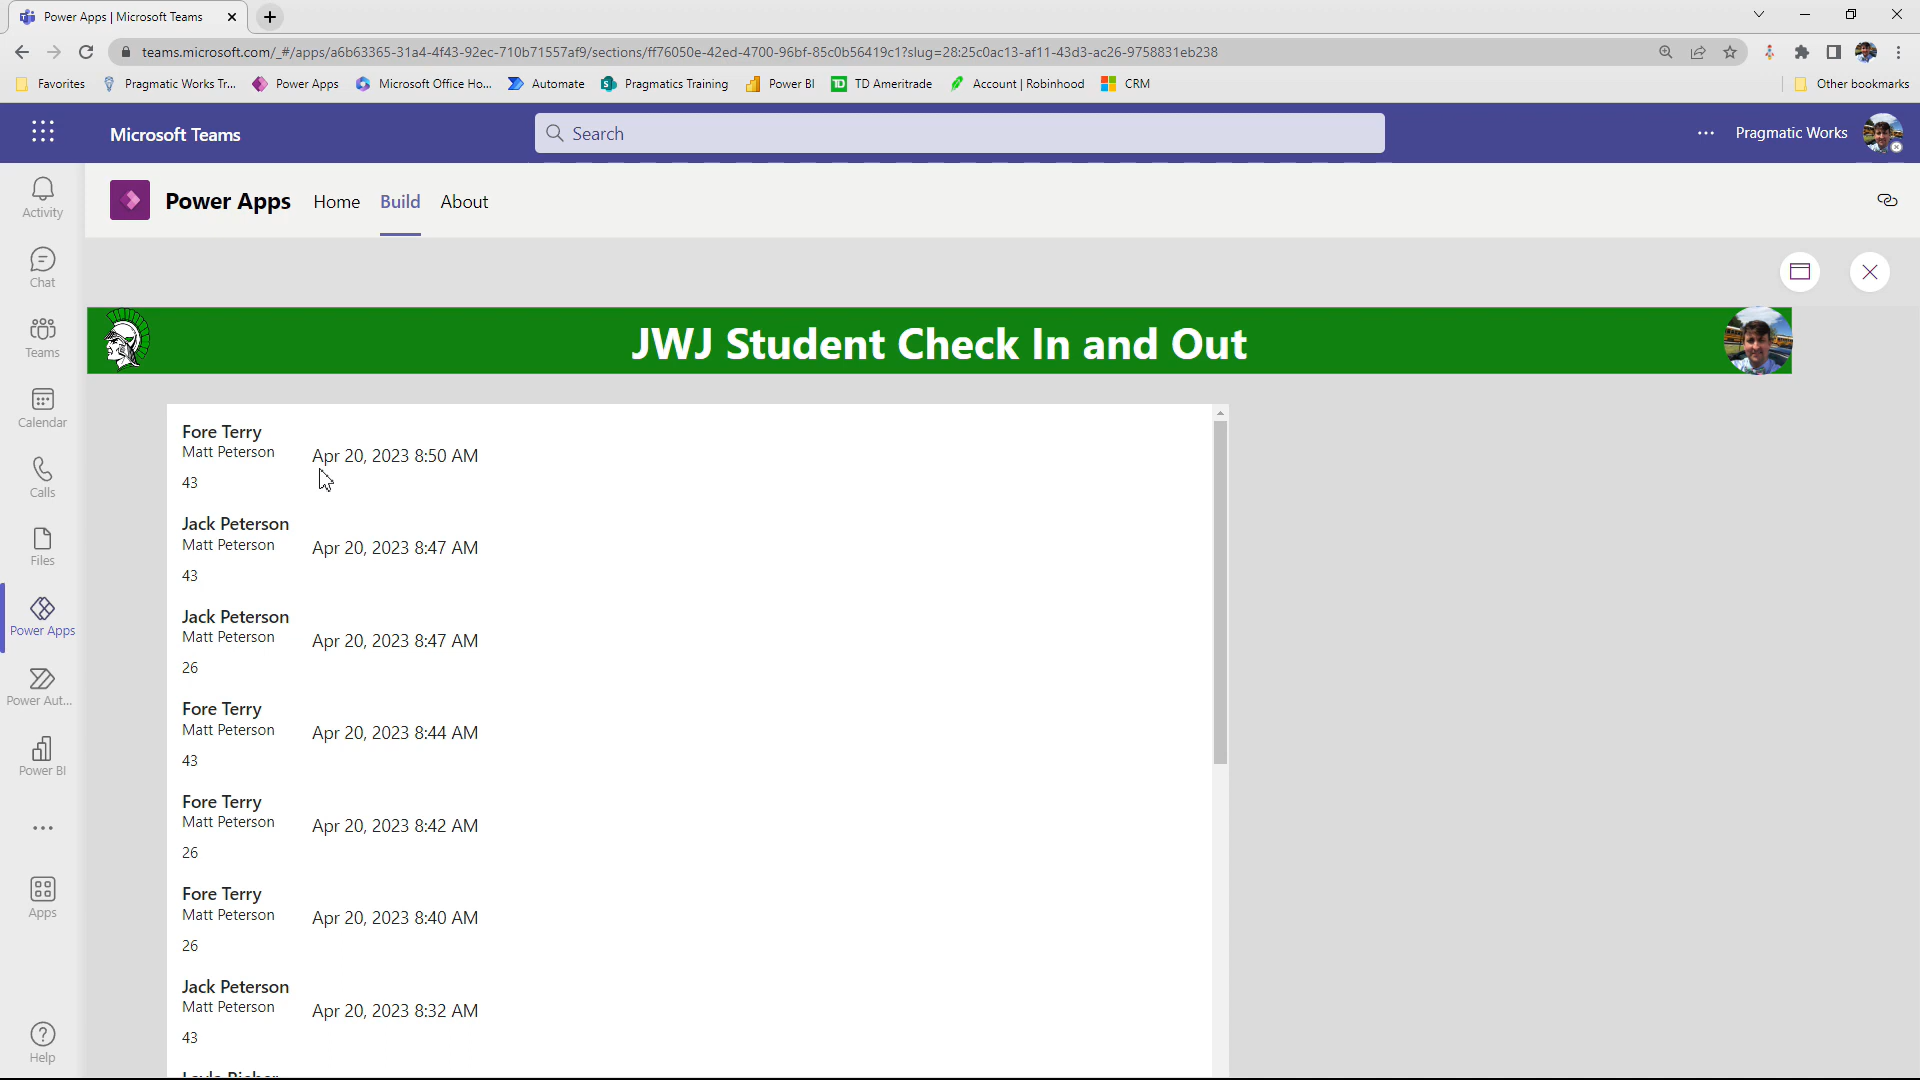 Power Apps | Microsoft Teams
teams.microsoft.com/_#/apps/a6b63365-31a4-4f43-92ec-710b71557af9/sections/ff76050e-42ed-4700-96bf-85c0b56419c1?slug=28:25c0ac13-af11-43d3-ac26-9758831eb238
Favorites Pragmatic Works Tr... Power Apps Microsoft Office Ho... Automate Pragmatics Training Power BI TD Ameritrade Account | Robinhood CRM Other bookmarks
Microsoft Teams Search Pragmatic Works
Power Apps Home Build About
Activity
Chat
Teams
Calendar
Calls
Files
Power Apps
Power Aut...
Power BI
Apps
Help
JWJ Student Check In and Out
Fore Terry
Matt Peterson
Apr 20, 2023 8:50 AM
43
Jack Peterson
Matt Peterson
Apr 20, 2023 8:47 AM
43
Jack Peterson
Matt Peterson
Apr 20, 2023 8:47 AM
26
Fore Terry
Matt Peterson
Apr 20, 2023 8:44 AM
43
Fore Terry
Matt Peterson
Apr 20, 2023 8:42 AM
26
Fore Terry
Matt Peterson
Apr 20, 2023 8:40 AM
26
Jack Peterson
Matt Peterson
Apr 20, 2023 8:32 AM
43